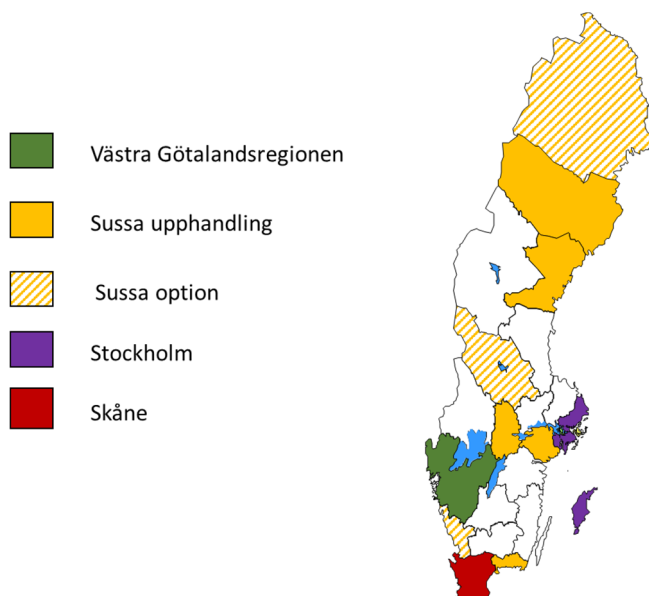 Västra Götalandsregionen
Sussa upphandling
Sussa option
Stockholm
Skåne